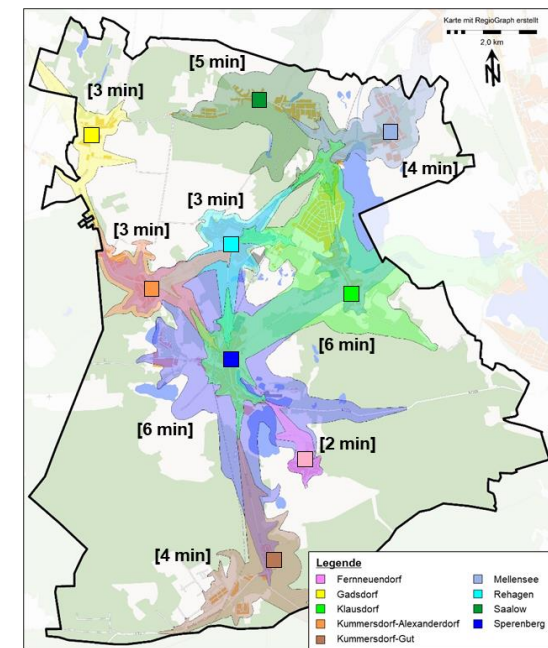 Karte mit RegioGraph erstellt
2,0 km
N
[5 min]
[3 min]
[4 min]
[3 min]
[3 min]
[6 min]
[6 min]
[2 min]
[4 min]
Legende
Fernneuendorf
Gadsdorf
Klausdorf
Kummersdorf-Alexanderdorf
Kummersdorf-Gut
Mellensee
Rehagen
Saalow
Sperenberg